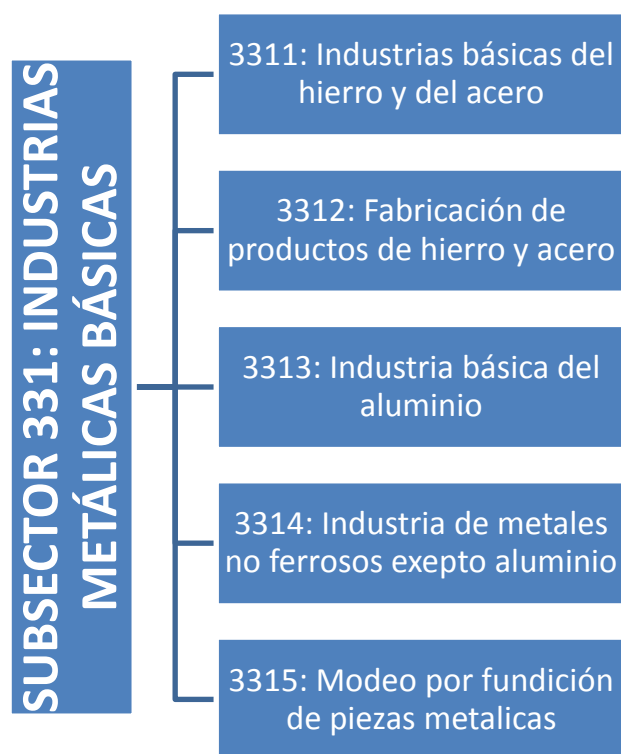 SUBSECTOR 331: INDUSTRIAS
METÁLICAS BÁSICAS
3311: Industrias básicas del
hierro y del acero
3312: Fabricación de
productos de hierro y acero
3313: Industria básica del
aluminio
3314: Industria de metales
no ferrosos exepto aluminio
3315: Modeo por fundición
de piezas metalicas